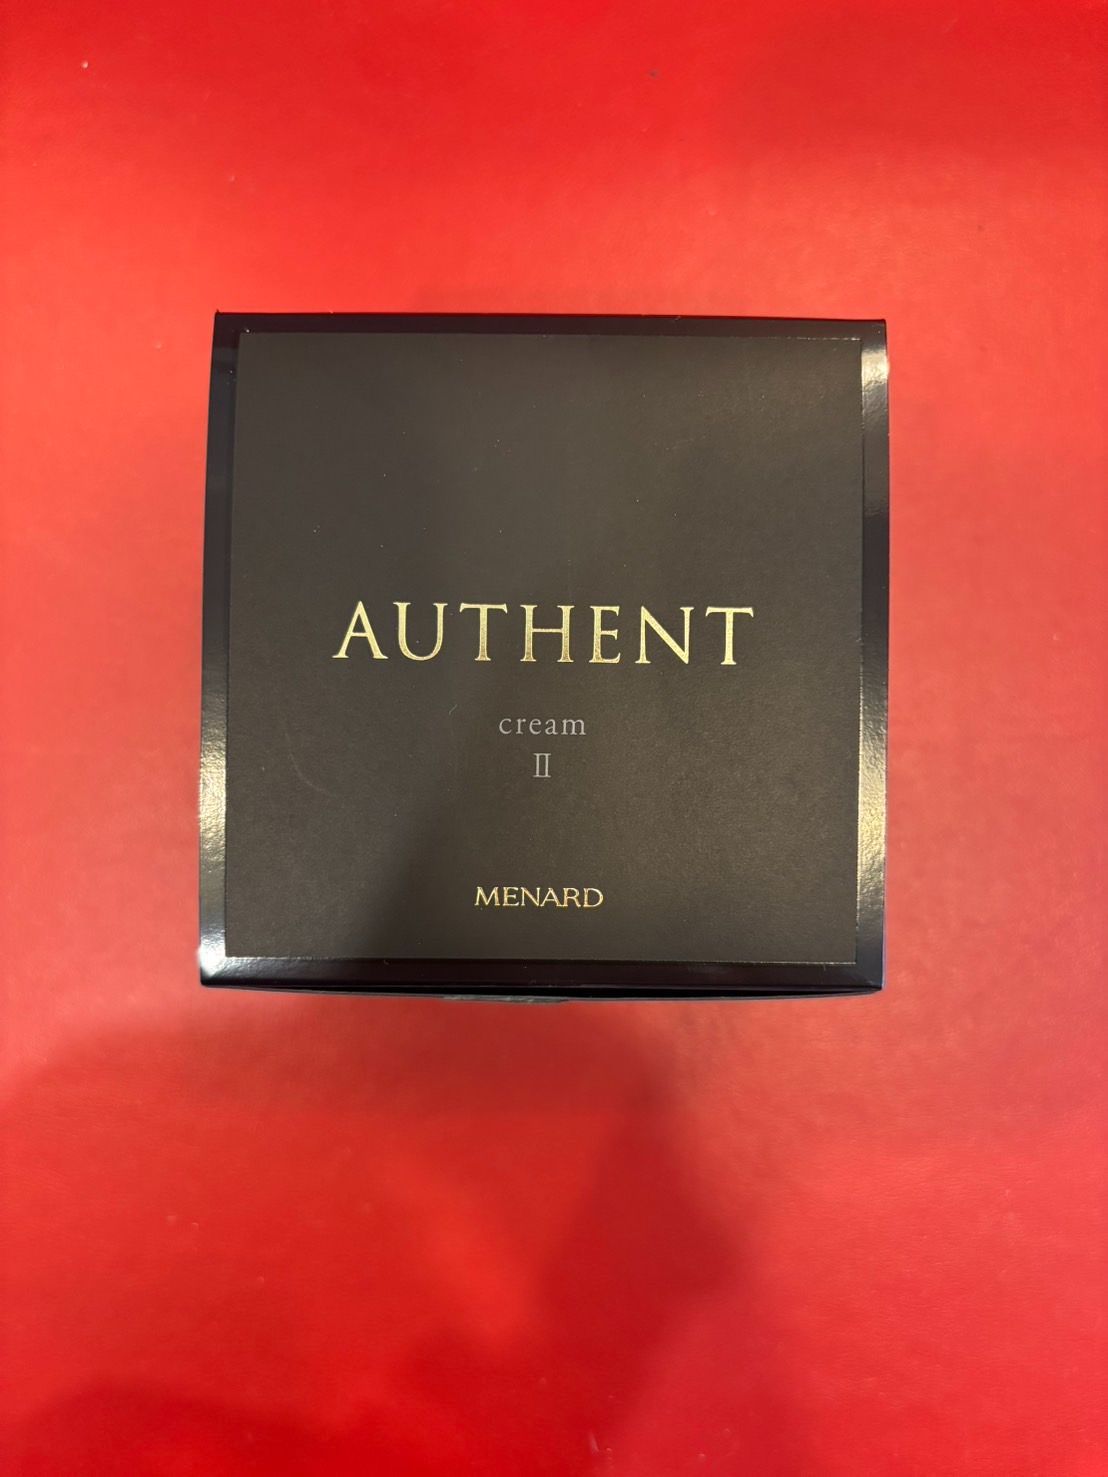 AUTHENT
cream
Ⅱ
MENARD